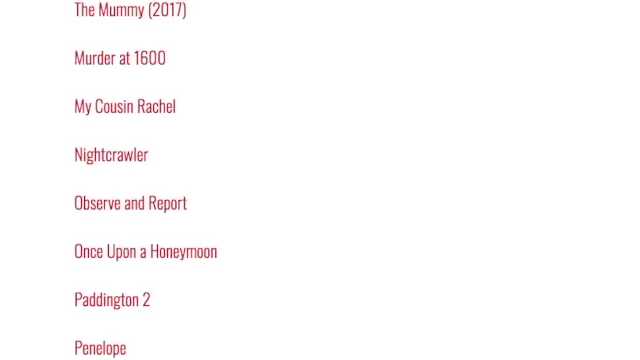 The Mummy (2017)
Murder at 1600
My Cousin Rachel
Nightcrawler
Observe and Report
Once Upon a Honeymoon
Paddington 2
Penelope